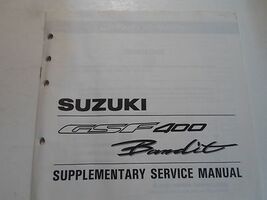 SUZUKI
GSF400
Bandit
SUPPLEMENTARY SERVICE MANUAL